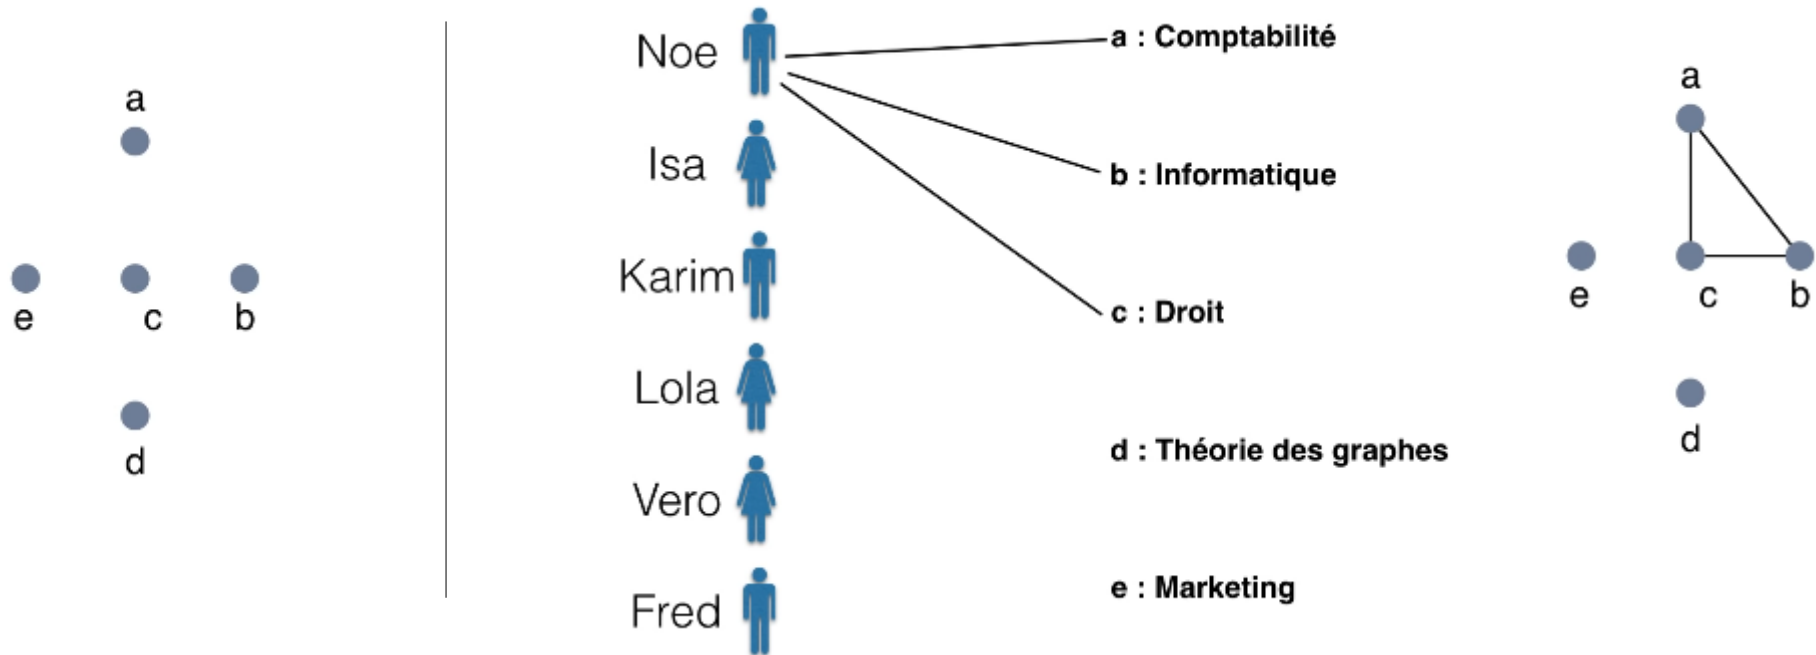 a
e
c
b
d
Noe
Isa
Karim
Lola
Vero
Fred
a : Comptabilité
b : Informatique
c : Droit
d : Théorie des graphes
e : Marketing
a
e
c
b
d